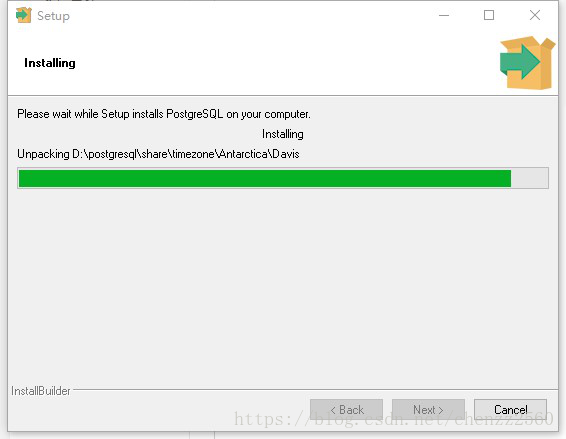 Setup
Installing
Please wait while Setup installs PostgreSQL on your computer.
Installing
Unpacking D:\postgresql\share\timezone\Antarctica\Davis
InstallBuilder
< Back
Next >
Cancel
https://blog.csdn.net/chenzz2560